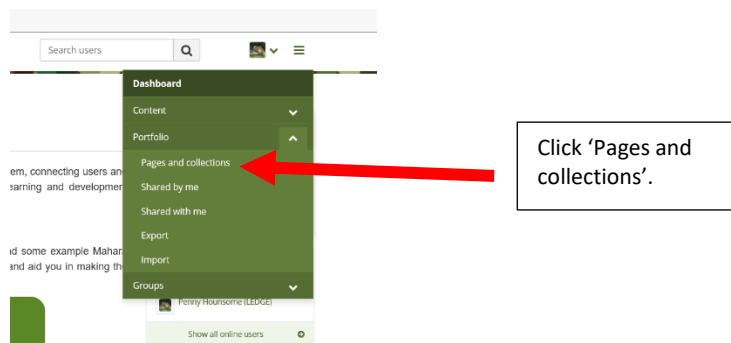 Search users
Dashboard
Content
Portfolio
Pages and collections
Shared by me
Shared with me
Export
Import
Groups
em, connecting users an
earning and developmen
d some example Mahar
and aid you in making th
Penny Hounsome (LEDGE)
Show all online users
Click ‘Pages and
collections’.